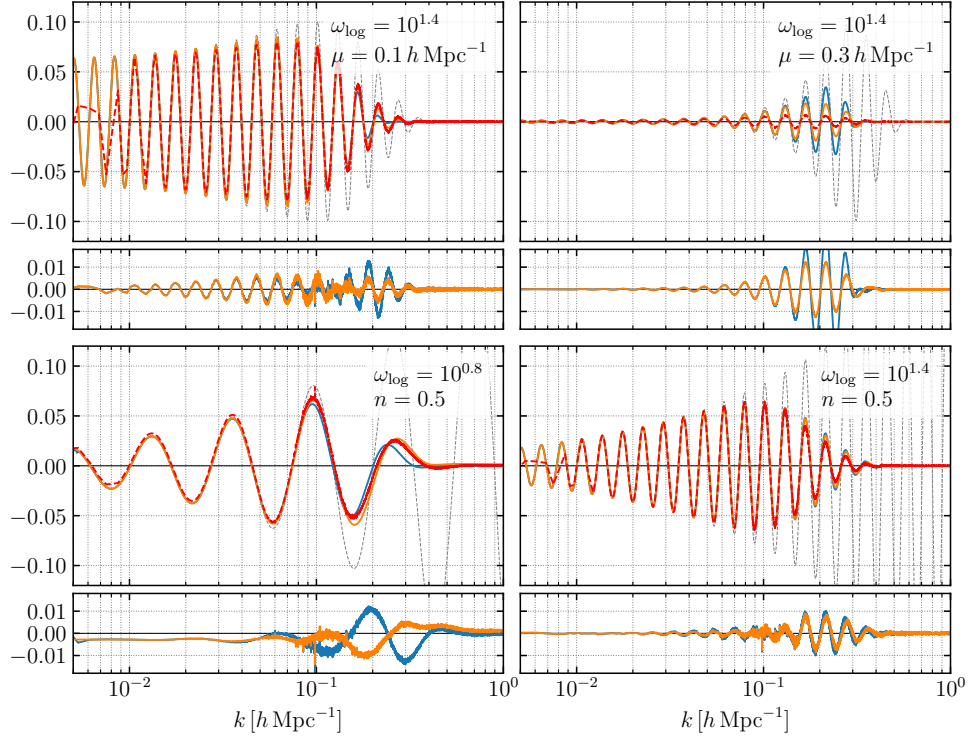 0.10
0.05
0.00
−0.05
−0.10
ω_log = 10^1.4
μ = 0.1 h Mpc^−1
ω_log = 10^1.4
μ = 0.3 h Mpc^−1
0.01
0.00
−0.01
0.10
0.05
0.00
−0.05
−0.10
ω_log = 10^0.8
n = 0.5
ω_log = 10^1.4
n = 0.5
0.01
0.00
−0.01
10^−2 10^−1 10^0 10^−2 10^−1 10^0
k [h Mpc^−1] k [h Mpc^−1]